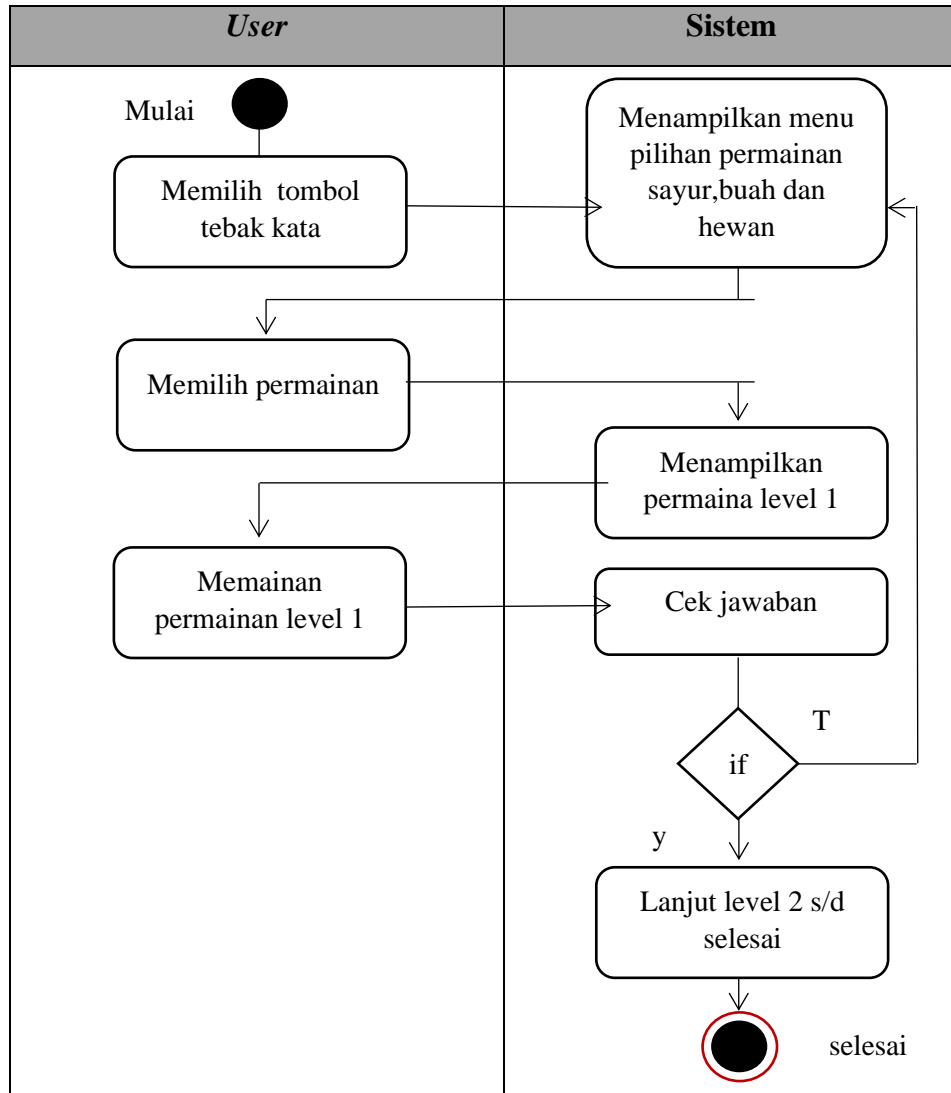 User
Sistem
Mulai
Memilih tombol
tebak kata
Menampilkan menu
pilihan permainan
sayur,buah dan
hewan
Memilih permainan
Menampilkan
permaina level 1
Memainan
permainan level 1
Cek jawaban
if
T
y
Lanjut level 2 s/d
selesai
selesai